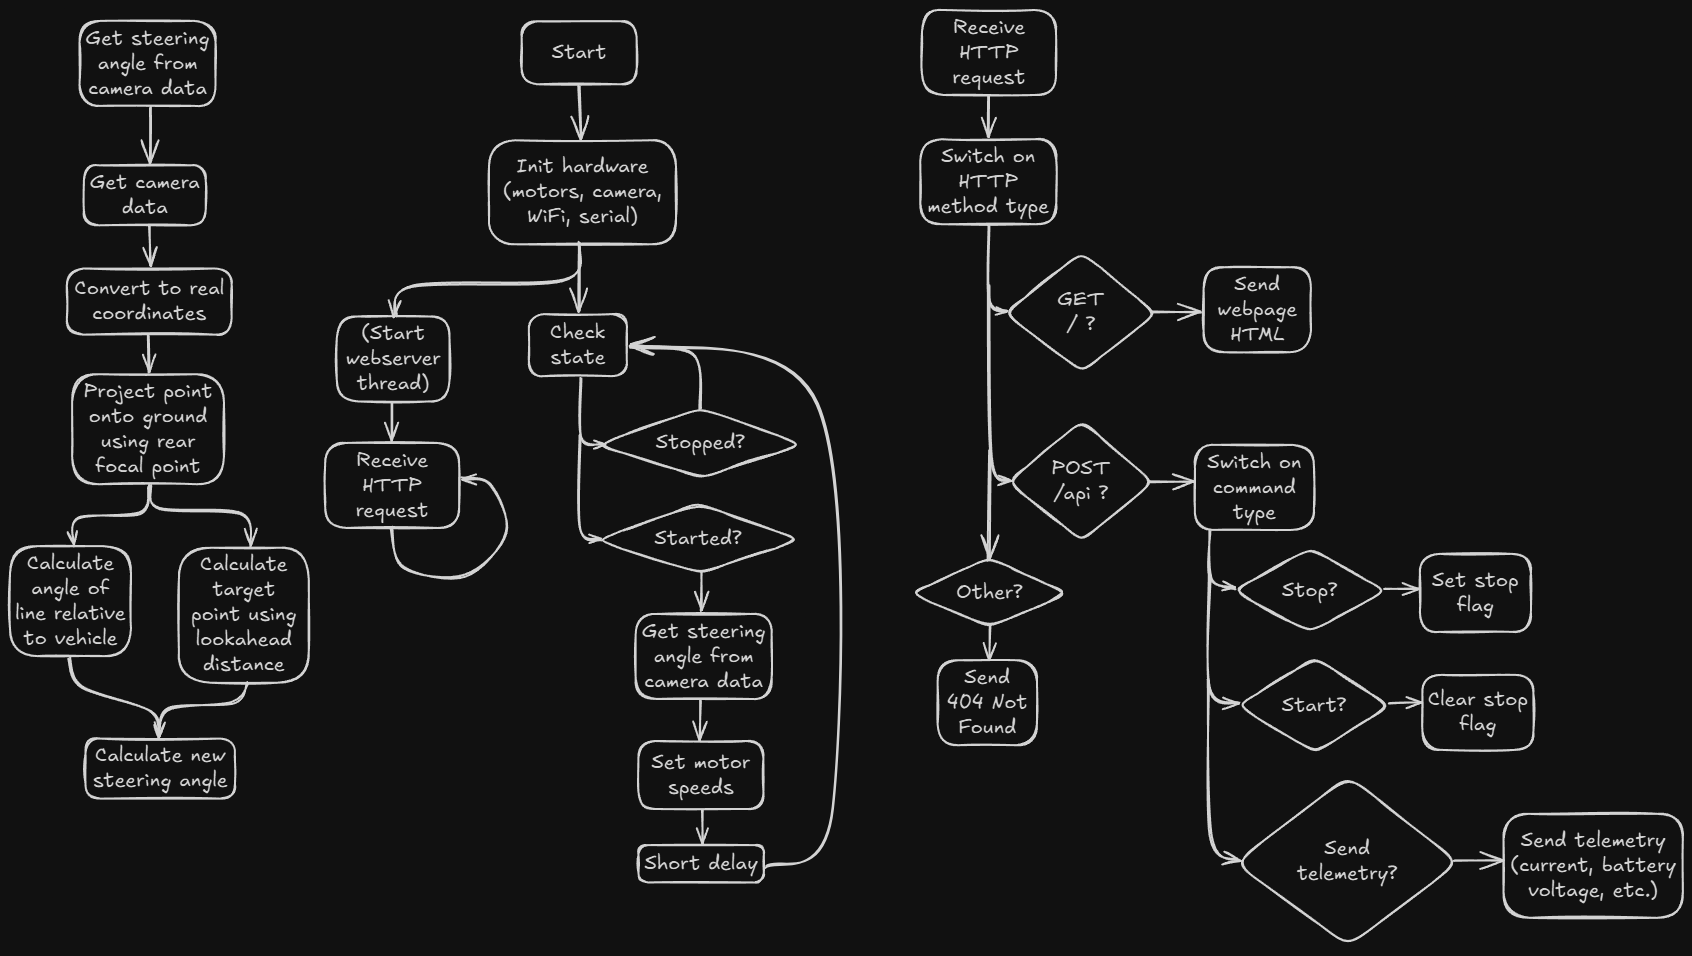 Get steering
angle from
camera data
Get camera
data
Convert to real
coordinates
Project point
onto ground
using rear
focal point
Calculate
angle of
line relative
to vehicle
Calculate
target
point using
lookahead
distance
Calculate new
steering angle
Start
Init hardware
(motors, camera,
WiFi, serial)
(Start
webserver
thread)
Receive
HTTP
request
Check
state
Stopped?
Started?
Get steering
angle from
camera data
Set motor
speeds
Short delay
Receive
HTTP
request
Switch on
HTTP
method type
GET
/ ?
Send
webpage
HTML
POST
/api ?
Switch on
command
type
Other?
Send
404 Not
Found
Stop?
Set stop
flag
Start?
Clear stop
flag
Send
telemetry?
Send telemetry
(current, battery
voltage, etc.)